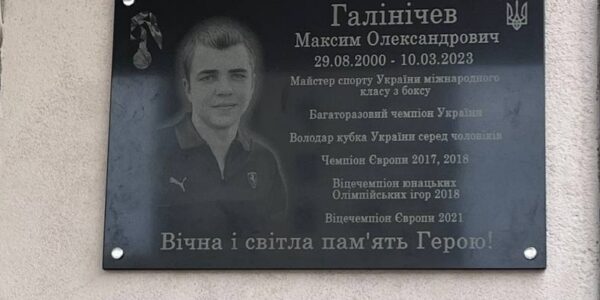 Галінічев
Максим Олександрович
29.08.2000 - 10.03.2023
Майстер спорту України міжнародного
класу з боксу
Багаторазовий чемпіон України
Володар кубка України серед чоловіків
Чемпіон Європи 2017, 2018
Віцечемпіон юнацьких
Олімпійських ігор 2018
Віцечемпіон Європи 2021
Вічна і світла пам'ять Герою!